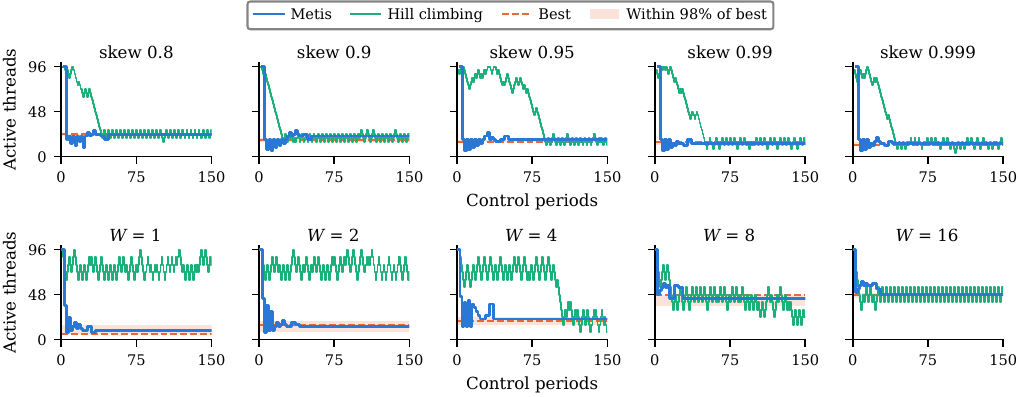 Metis Hill climbing Best Within 98% of best
skew 0.8 skew 0.9 skew 0.95 skew 0.99 skew 0.999
Active threads
96
48
0
0 75 150 0 75 150 0 75 150 0 75 150 0 75 150
Control periods
W = 1 W = 2 W = 4 W = 8 W = 16
Active threads
96
48
0
0 75 150 0 75 150 0 75 150 0 75 150 0 75 150
Control periods